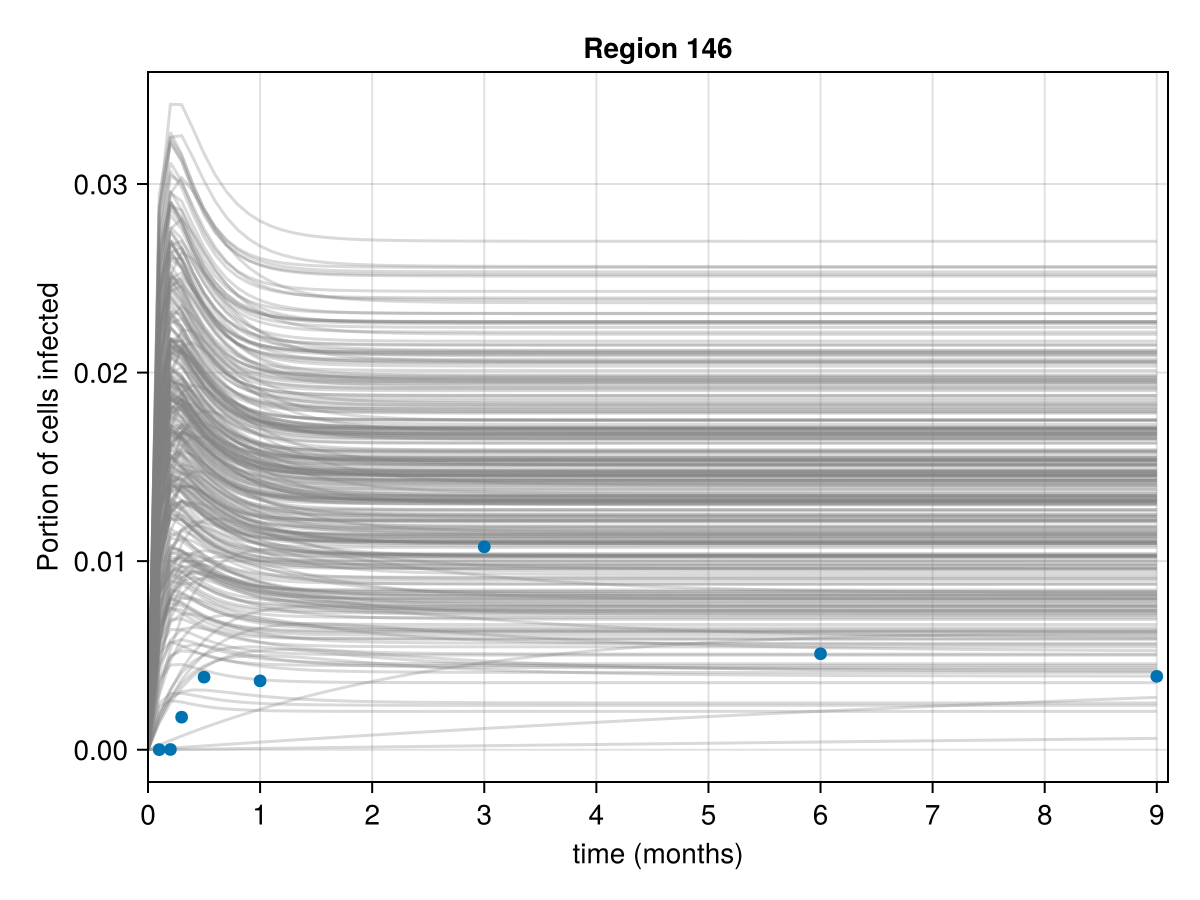 Region 146
Portion of cells infected
0.03
0.02
0.01
0.00
0 1 2 3 4 5 6 7 8 9
time (months)